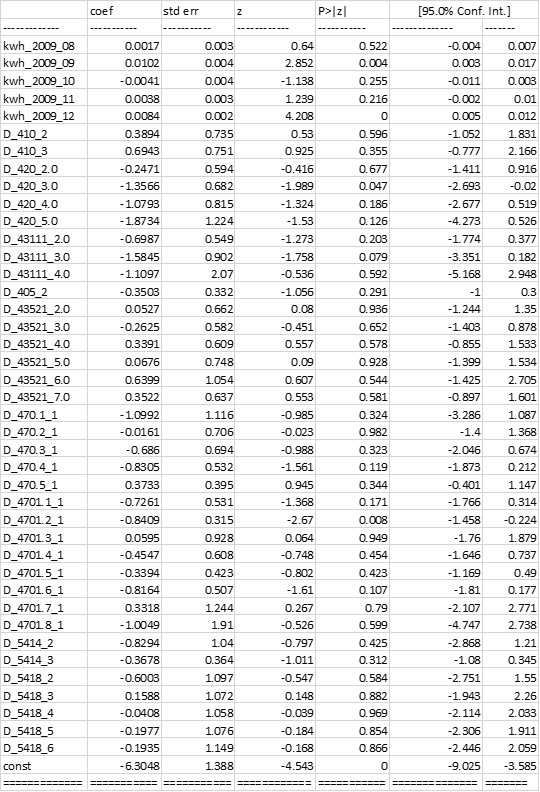 coef std err z P>|z| [95.0% Conf. Int.]
------------- ----------- ----------- ------------ ----------- -------------- -------
kwh_2009_08 0.0017 0.003 0.64 0.522 -0.004 0.007
kwh_2009_09 0.0102 0.004 2.852 0.004 0.003 0.017
kwh_2009_10 -0.0041 0.004 -1.138 0.255 -0.011 0.003
kwh_2009_11 0.0038 0.003 1.239 0.216 -0.002 0.01
kwh_2009_12 0.0084 0.002 4.208 0 0.005 0.012
D_410_2 0.3894 0.735 0.53 0.596 -1.052 1.831
D_410_3 0.6943 0.751 0.925 0.355 -0.777 2.166
D_420_2.0 -0.2471 0.594 -0.416 0.677 -1.411 0.916
D_420_3.0 -1.3566 0.682 -1.989 0.047 -2.693 -0.02
D_420_4.0 -1.0793 0.815 -1.324 0.186 -2.677 0.519
D_420_5.0 -1.8734 1.224 -1.53 0.126 -4.273 0.526
D_43111_2.0 -0.6987 0.549 -1.273 0.203 -1.774 0.377
D_43111_3.0 -1.5845 0.902 -1.758 0.079 -3.351 0.182
D_43111_4.0 -1.1097 2.07 -0.536 0.592 -5.168 2.948
D_405_2 -0.3503 0.332 -1.056 0.291 -1 0.3
D_43521_2.0 0.0527 0.662 0.08 0.936 -1.244 1.35
D_43521_3.0 -0.2625 0.582 -0.451 0.652 -1.403 0.878
D_43521_4.0 0.3391 0.609 0.557 0.578 -0.855 1.533
D_43521_5.0 0.0676 0.748 0.09 0.928 -1.399 1.534
D_43521_6.0 0.6399 1.054 0.607 0.544 -1.425 2.705
D_43521_7.0 0.3522 0.637 0.553 0.581 -0.897 1.601
D_470.1_1 -1.0992 1.116 -0.985 0.324 -3.286 1.087
D_470.2_1 -0.0161 0.706 -0.023 0.982 -1.4 1.368
D_470.3_1 -0.686 0.694 -0.988 0.323 -2.046 0.674
D_470.4_1 -0.8305 0.532 -1.561 0.119 -1.873 0.212
D_470.5_1 0.3733 0.395 0.945 0.344 -0.401 1.147
D_4701.1_1 -0.7261 0.531 -1.368 0.171 -1.766 0.314
D_4701.2_1 -0.8409 0.315 -2.67 0.008 -1.458 -0.224
D_4701.3_1 0.0595 0.928 0.064 0.949 -1.76 1.879
D_4701.4_1 -0.4547 0.608 -0.748 0.454 -1.646 0.737
D_4701.5_1 -0.3394 0.423 -0.802 0.423 -1.169 0.49
D_4701.6_1 -0.8164 0.507 -1.61 0.107 -1.81 0.177
D_4701.7_1 0.3318 1.244 0.267 0.79 -2.107 2.771
D_4701.8_1 -1.0049 1.91 -0.526 0.599 -4.747 2.738
D_5414_2 -0.8294 1.04 -0.797 0.425 -2.868 1.21
D_5414_3 -0.3678 0.364 -1.011 0.312 -1.08 0.345
D_5418_2 -0.6003 1.097 -0.547 0.584 -2.751 1.55
D_5418_3 0.1588 1.072 0.148 0.882 -1.943 2.26
D_5418_4 -0.0408 1.058 -0.039 0.969 -2.114 2.033
D_5418_5 -0.1977 1.076 -0.184 0.854 -2.306 1.911
D_5418_6 -0.1935 1.149 -0.168 0.866 -2.446 2.059
const -6.3048 1.388 -4.543 0 -9.025 -3.585
============= =========== =========== ============ =========== ============== =======